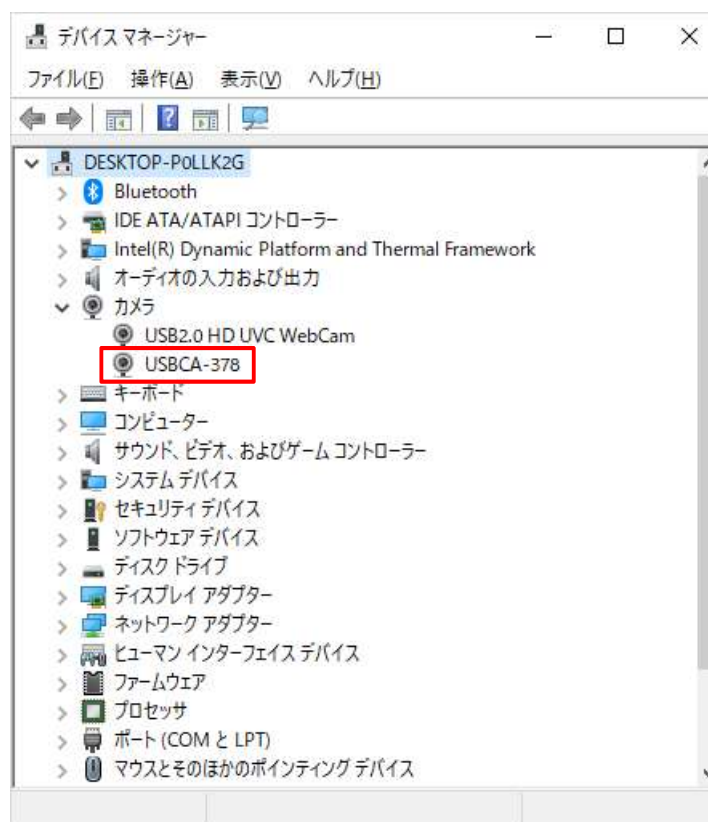 デバイス マネージャー
ファイル(F) 操作(A) 表示(V) ヘルプ(H)
DESKTOP-P0LLK2G
Bluetooth
IDE ATA/ATAPI コントローラー
Intel(R) Dynamic Platform and Thermal Framework
オーディオの入力および出力
カメラ
USB2.0 HD UVC WebCam
USBCA-378
キーボード
コンピューター
サウンド、ビデオ、およびゲーム コントローラー
システム デバイス
セキュリティ デバイス
ソフトウェア デバイス
ディスク ドライブ
ディスプレイ アダプター
ネットワーク アダプター
ヒューマン インターフェイス デバイス
ファームウェア
プロセッサ
ポート (COM と LPT)
マウスとそのほかのポインティング デバイス